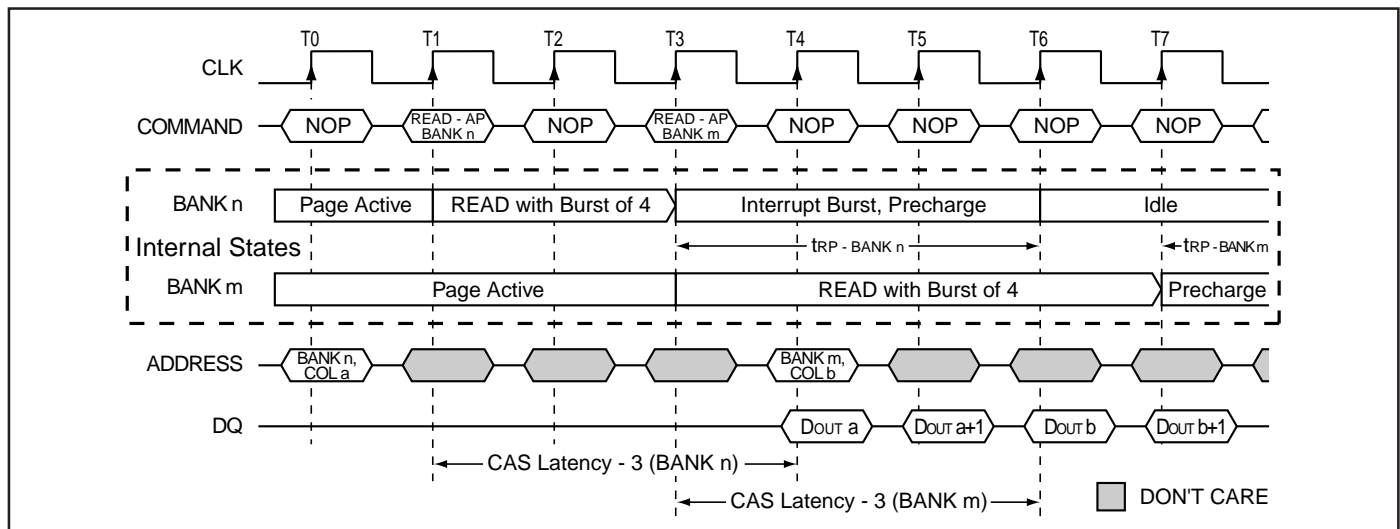 T0 T1 T2 T3 T4 T5 T6 T7
CLK
COMMAND NOP READ - AP BANK n NOP READ - AP BANK m NOP NOP NOP NOP
BANK n Page Active READ with Burst of 4 Interrupt Burst, Precharge Idle
Internal States tRP - BANK n tRP - BANK m
BANK m Page Active READ with Burst of 4 Precharge
ADDRESS BANK n, COL a BANK m, COL b
DQ DOUT a DOUT a+1 DOUT b DOUT b+1
CAS Latency - 3 (BANK n)
CAS Latency - 3 (BANK m) DON'T CARE